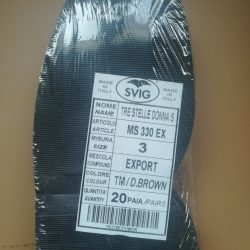 MADE IN ITALY SVIG MADE IN ITALY
NOME NAME TRE STELLE DONNA S
ARTICOLO ARTICLE MS 330 EX
MISURA SIZE 3
MESCOLA COMPOUND EXPORT
COLORE COLOUR TM/D.BROWN
QUANTITA' QUANTITY 20 PAIA/PAIRS